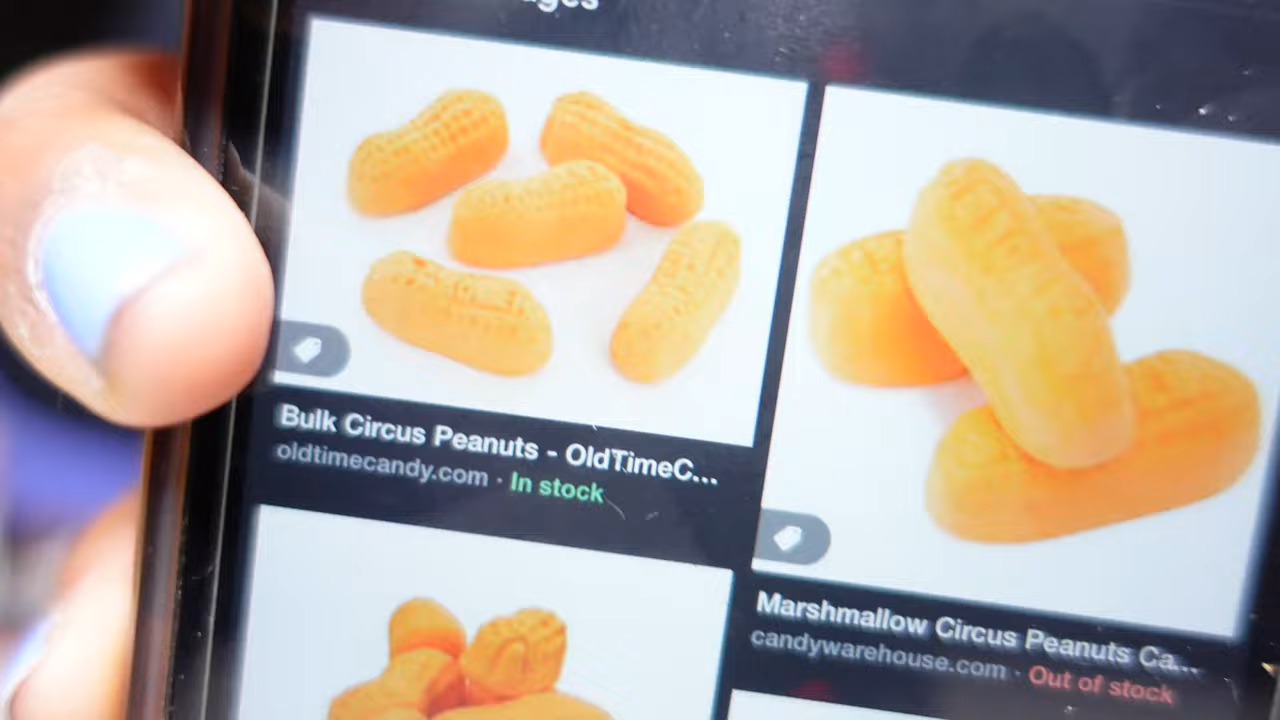 Bulk Circus Peanuts - OldTimeC...
oldtimecandy.com · In stock
Marshmallow Circus Peanuts Ca...
candywarehouse.com · Out of stock